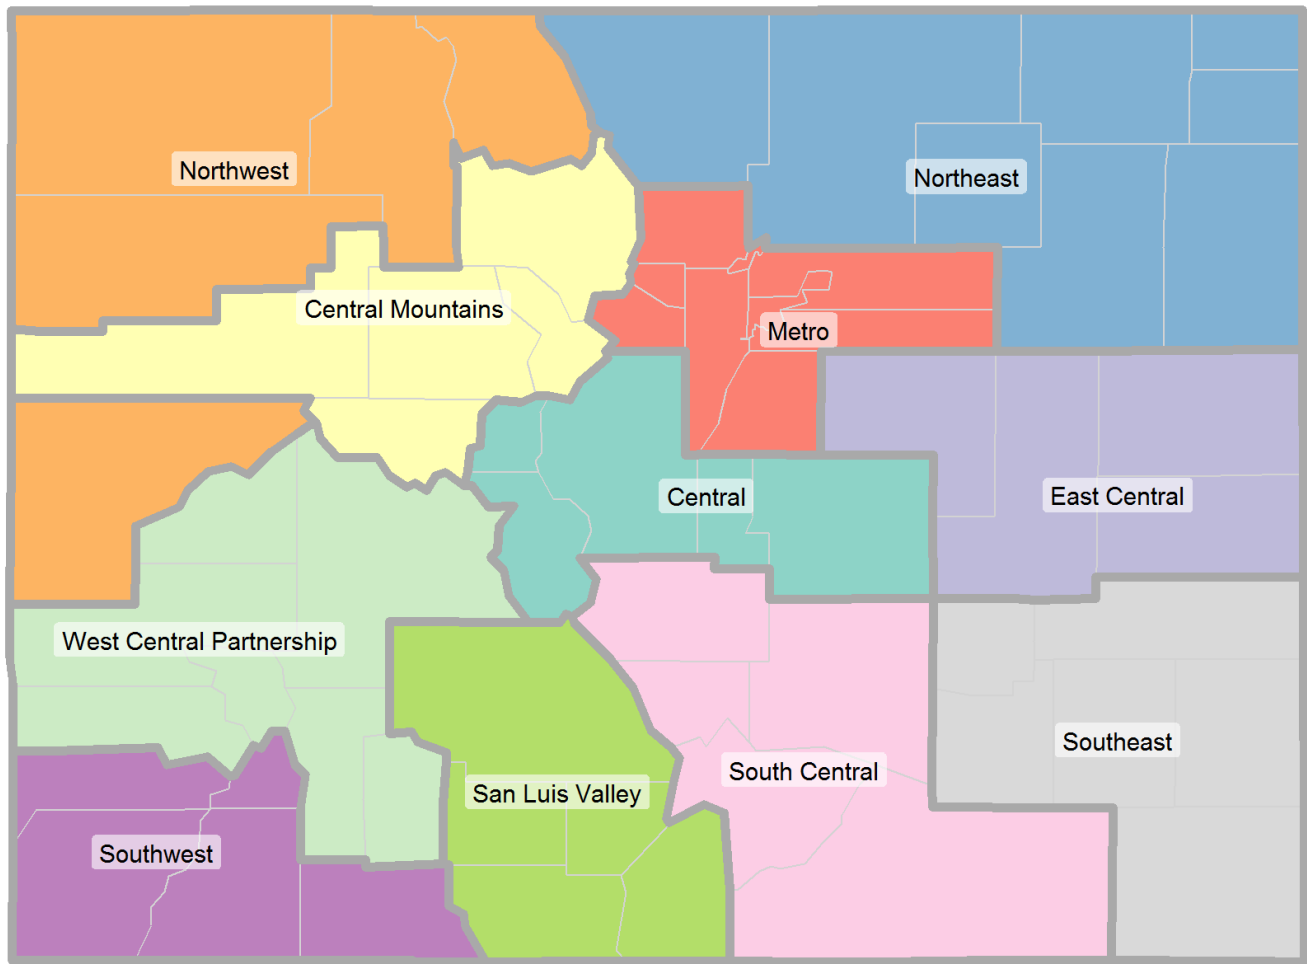 Northwest
Northeast
Central Mountains
Metro
Central
East Central
West Central Partnership
Southeast
South Central
San Luis Valley
Southwest